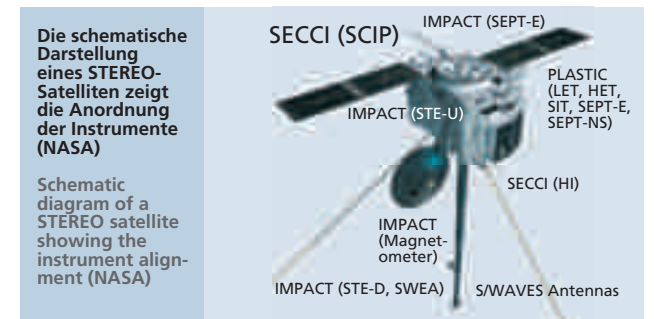 Die schematische
Darstellung
eines STEREO-
Satelliten zeigt
die Anordnung
der Instrumente
(NASA)
Schematic
diagram of a
STEREO satellite
showing the
instrument align-
ment (NASA)
SECCI (SCIP)
IMPACT (SEPT-E)
PLASTIC
(LET, HET,
SIT, SEPT-E,
SEPT-NS)
IMPACT (STE-U)
SECCI (HI)
IMPACT
(Magnet-
ometer)
IMPACT (STE-D, SWEA)
S/WAVES Antennas